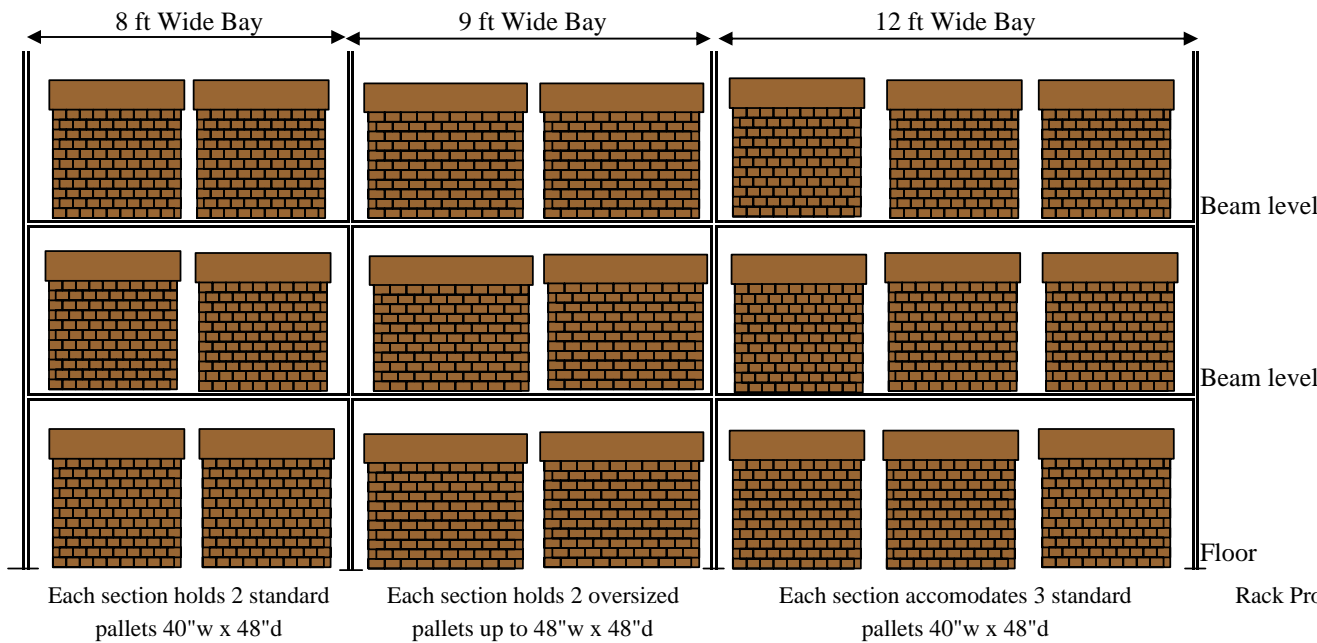 8 ft Wide Bay
9 ft Wide Bay
12 ft Wide Bay
Beam level
Beam level
Floor
Each section holds 2 standard
pallets 40"w x 48"d
Each section holds 2 oversized
pallets up to 48"w x 48"d
Each section accomodates 3 standard
pallets 40"w x 48"d
Rack Pro